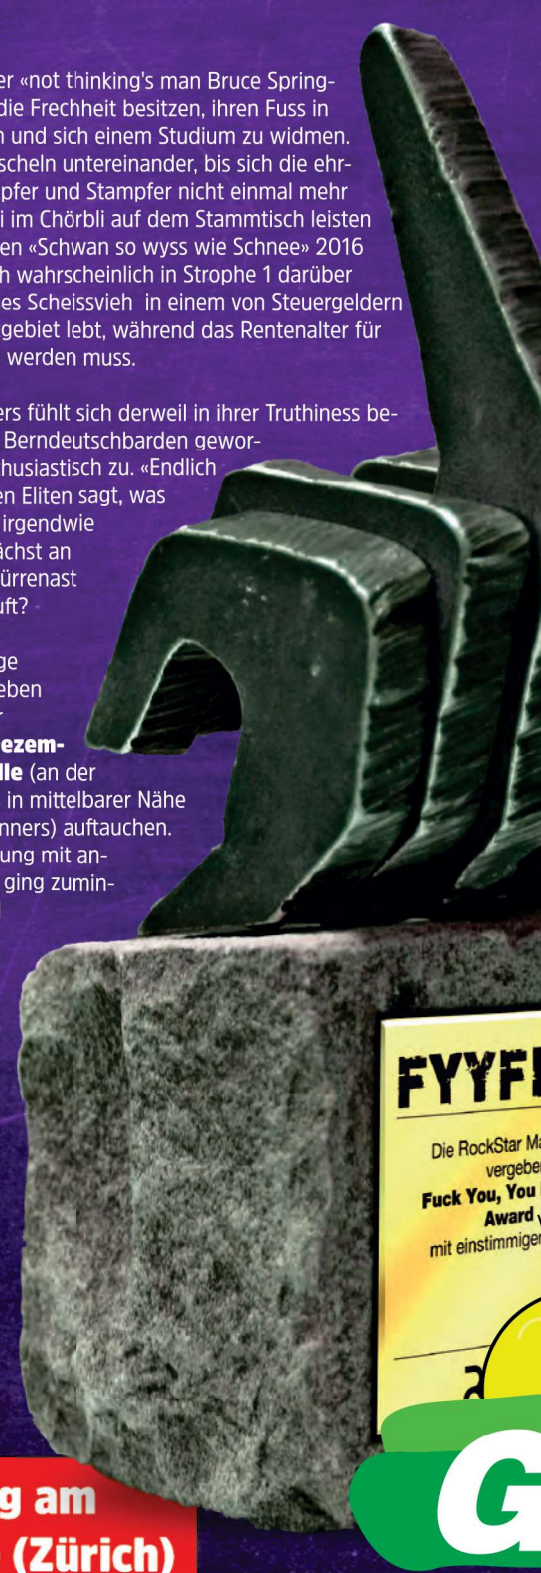 er «not thinking's man Bruce Spring-
die Frechheit besitzen, ihren Fuss in
n und sich einem Studium zu widmen.
scheln untereinander, bis sich die ehr-
pfer und Stampfer nicht einmal mehr
i im Chörbli auf dem Stammtisch leisten
en «Schwan so wyss wie Schnee» 2016
h wahrscheinlich in Strophe 1 darüber
es Scheissvieh in einem von Steuergeldern
gebiet lebt, während das Rentenalter für
werden muss.
ers fühlt sich derweil in ihrer Truthiness be-
Berndeutschbarden gewor-
thusiastisch zu. «Endlich
en Eliten sagt, was
irgendwie
ächst an
ürrenast
uft?
ge
eben
r
ezem-
lle (an der
in mittelbarer Nähe
nners) auftauchen.
ung mit an-
ging zumin-
FYYF
Die RockStar Ma
vergebe
Fuck You, You
Award
mit einstimmige
a
G
g am
(Zürich)